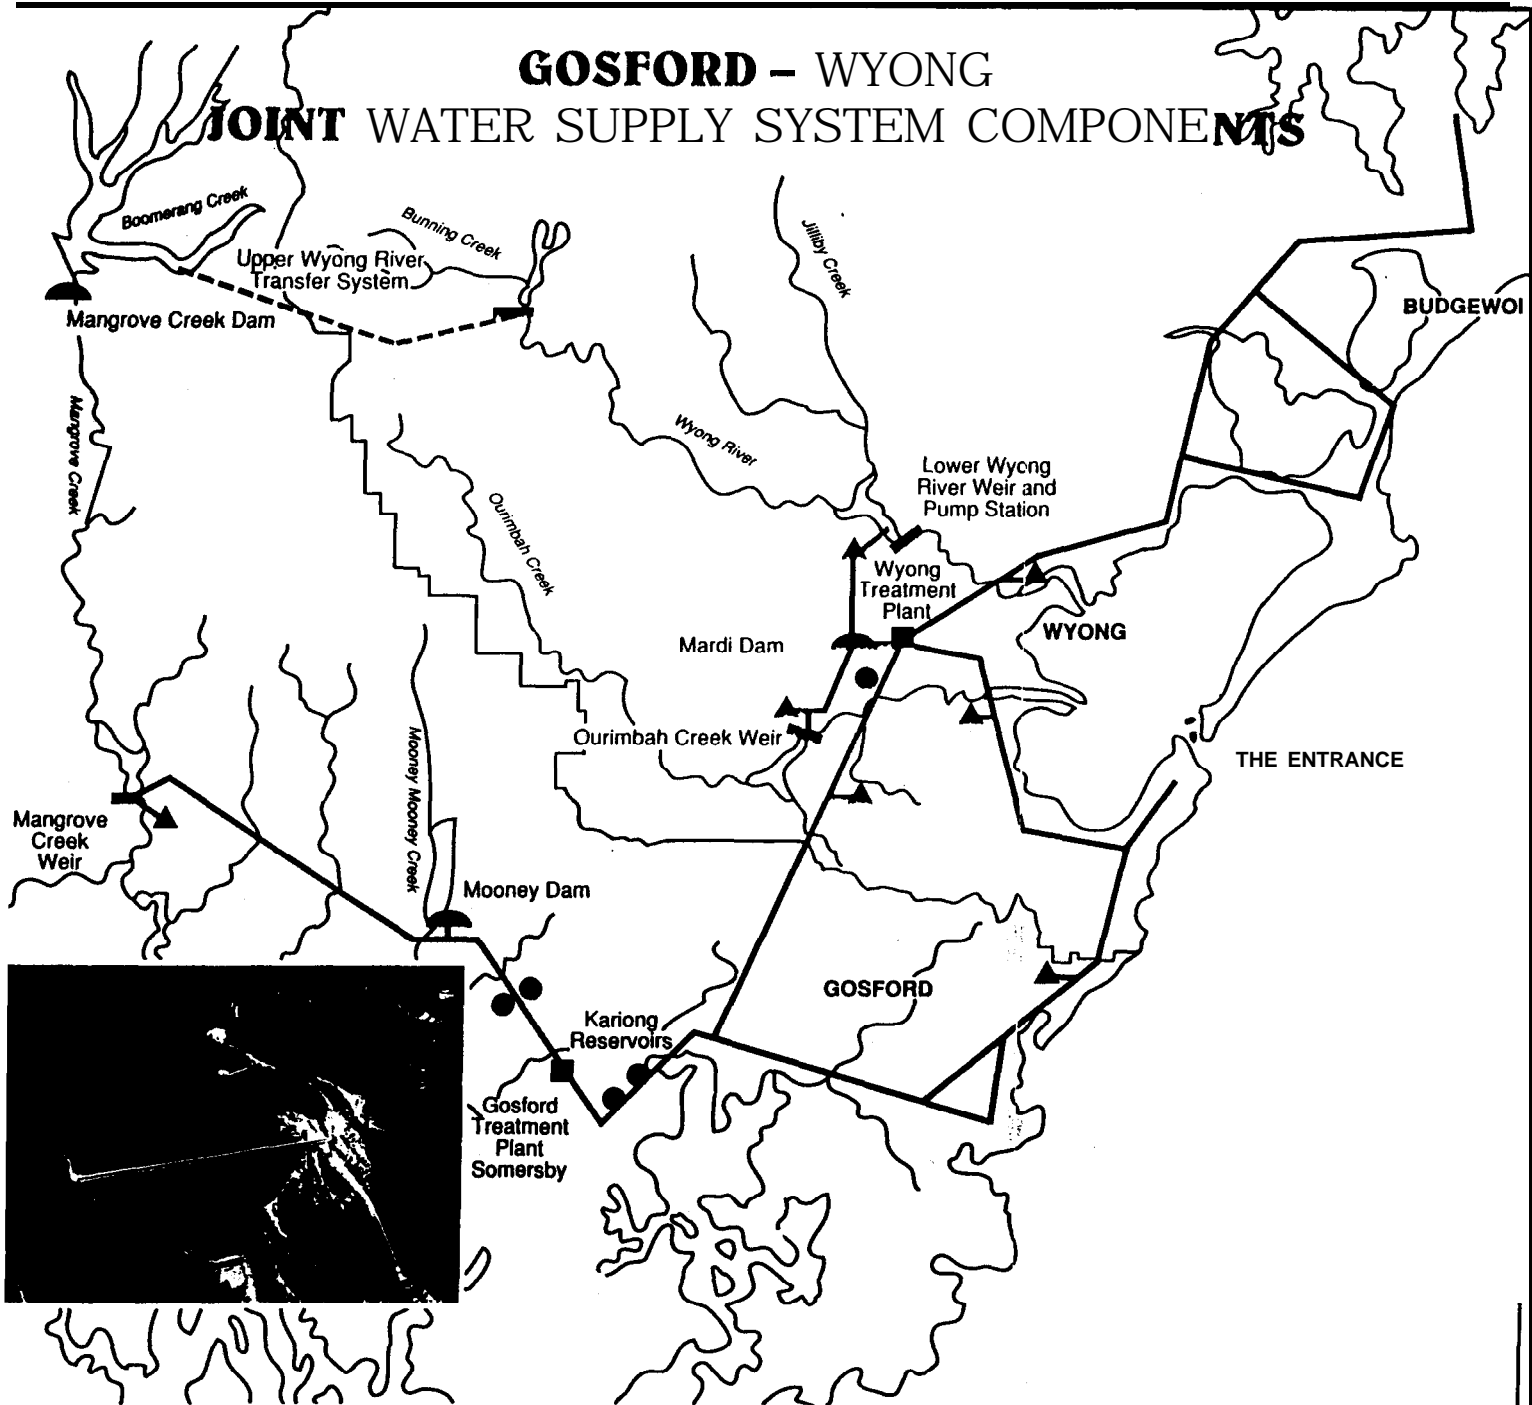 GOSFORD – WYONG
JOINT WATER SUPPLY SYSTEM COMPONENTS
Boomerang Creek
Bunning Creek
Jilliby Creek
Upper Wyong River
Transfer System
Mangrove Creek Dam
BUDGEWOI
Mangrove Creek
Wyong River
Ourimbah Creek
Lower Wyong
River Weir and
Pump Station
Wyong
Treatment
Plant
WYONG
Mardi Dam
Ourimbah Creek Weir
THE ENTRANCE
Mooney Mooney Creek
Mangrove
Creek
Weir
Mooney Dam
GOSFORD
Kariong
Reservoirs
Gosford
Treatment
Plant
Somersby